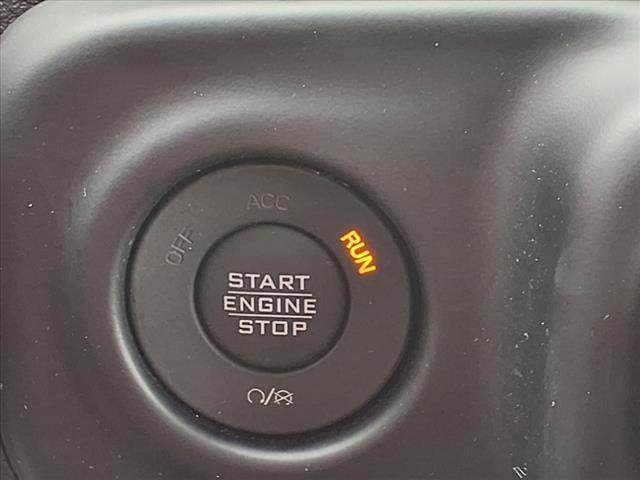 ACC
OFF
RUN
START
ENGINE
STOP